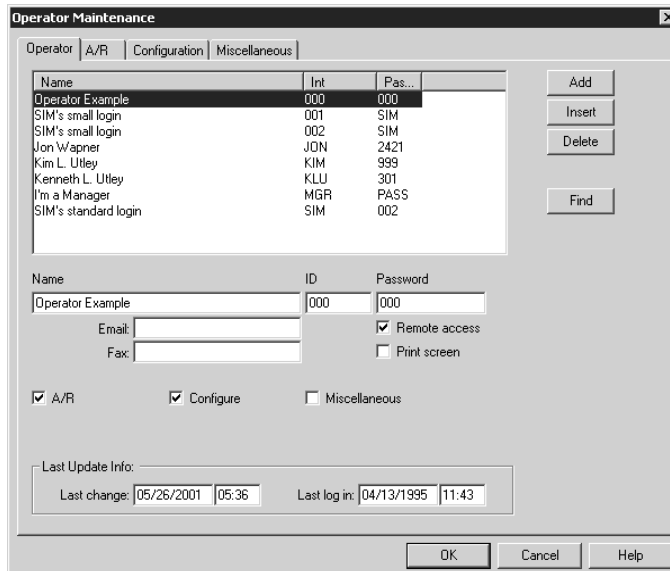 Operator Maintenance
Operator A/R Configuration Miscellaneous
Name Int Pas...
Operator Example 000 000
SIM's small login 001 SIM
SIM's small login 002 SIM
Jon Wapner JON 2421
Kim L. Utley KIM 999
Kenneth L. Utley KLU 301
I'm a Manager MGR PASS
SIM's standard login SIM 002
Add
Insert
Delete
Find
Name ID Password
Operator Example 000 000
Email: Remote access
Fax: Print screen
A/R Configure Miscellaneous
Last Update Info:
Last change: 05/26/2001 05:36 Last log in: 04/13/1995 11:43
OK Cancel Help